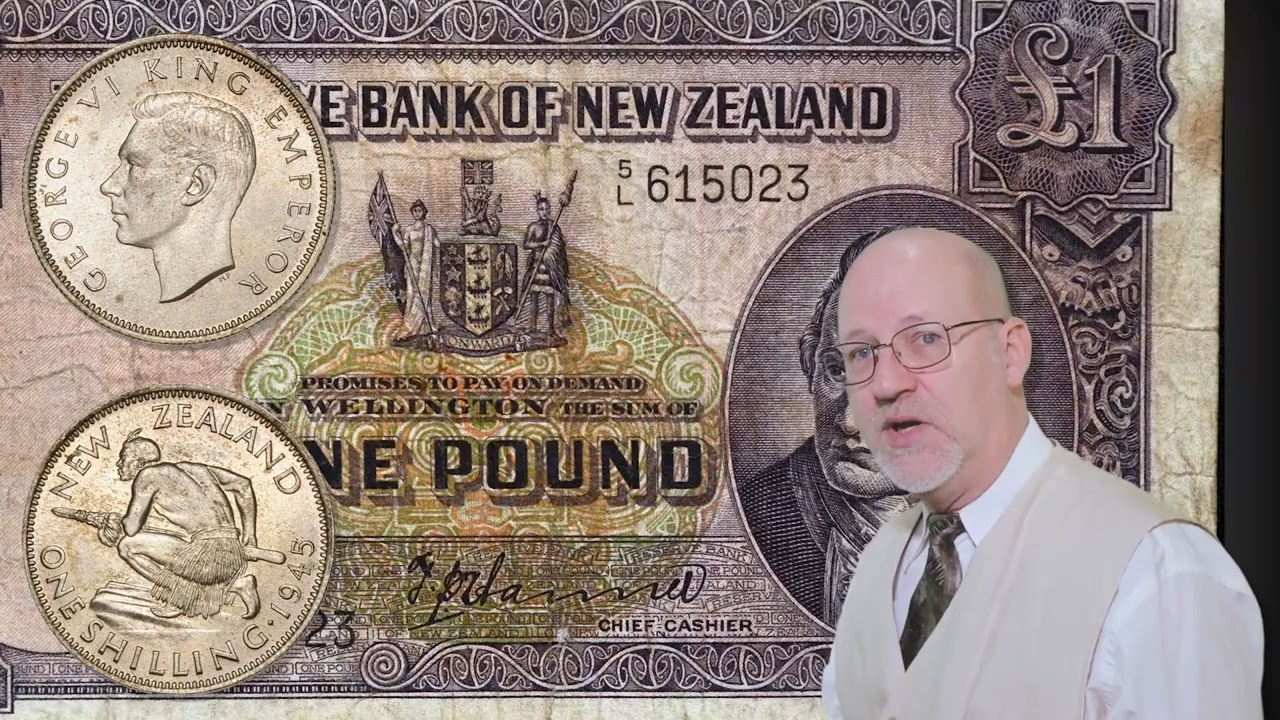 GEORGE VI KING EMPEROR
VE BANK OF NEW ZEALAND
£1
5
L 615023
ONWARD
PROMISES TO PAY ON DEMAND
N WELLINGTON THE SUM OF
NE POUND
NEW ZEALAND
ONE SHILLING · 1945
23
CHIEF CASHIER